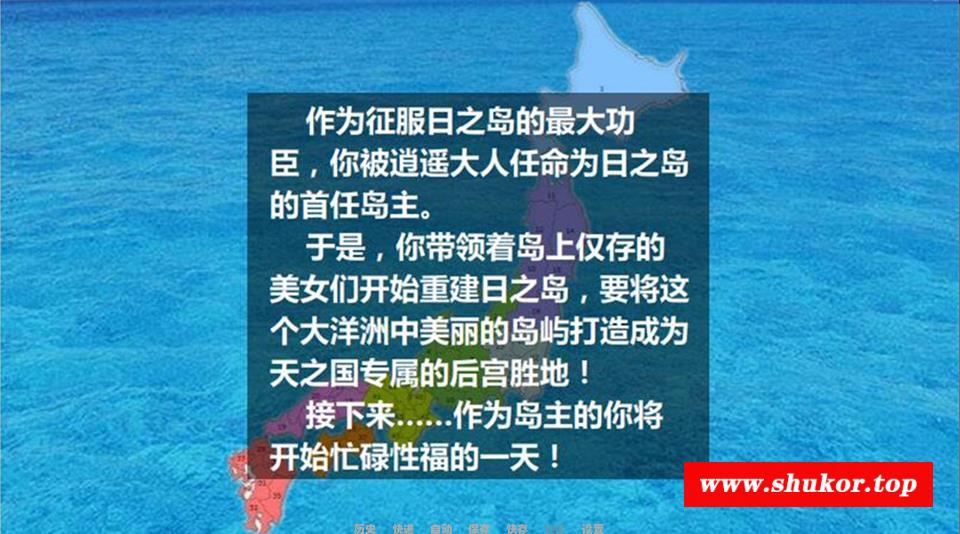 作为征服日之岛的最大功
臣，你被逍遥大人任命为日之岛
的首任岛主。
于是，你带领着岛上仅存的
美女们开始重建日之岛，要将这
个大洋洲中美丽的岛屿打造成为
天之国专属的后宫胜地！
接下来……作为岛主的你将
开始忙碌性福的一天！
www.shukor.top
历史 快进 自动 保存 快存 设置